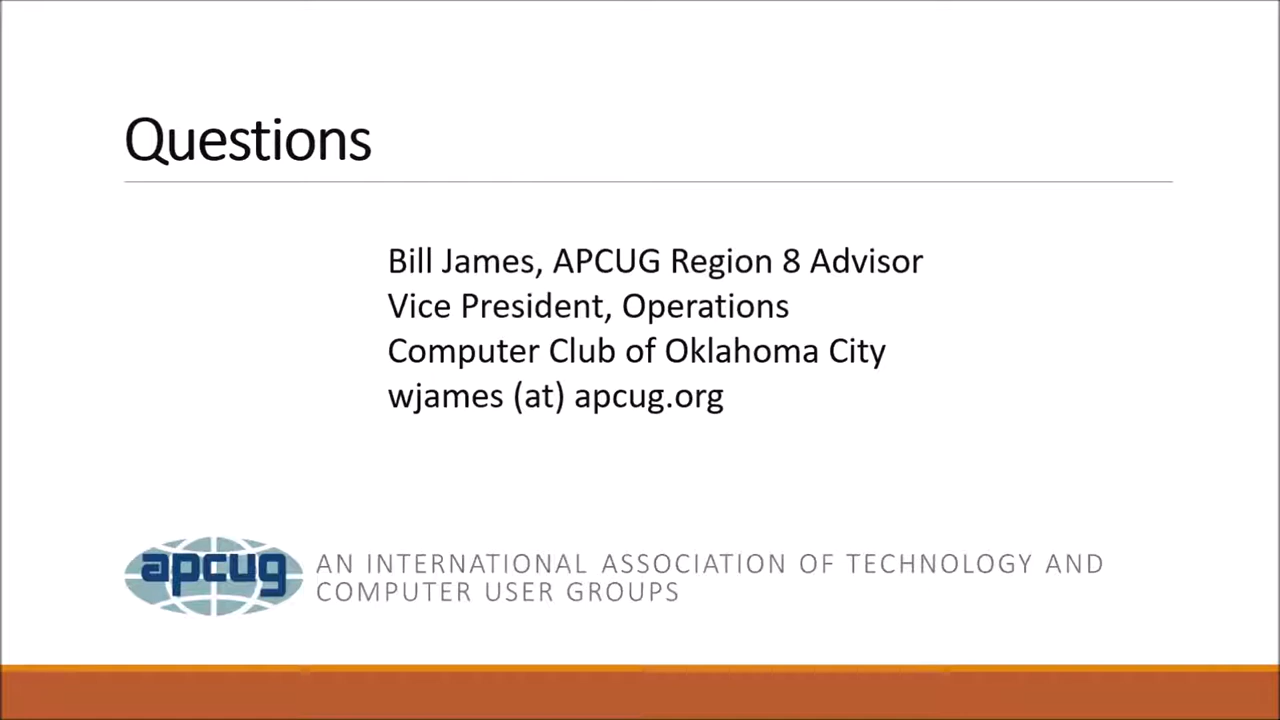 Questions
Bill James, APCUG Region 8 Advisor
Vice President, Operations
Computer Club of Oklahoma City
wjames (at) apcug.org
apcug
AN INTERNATIONAL ASSOCIATION OF TECHNOLOGY AND
COMPUTER USER GROUPS